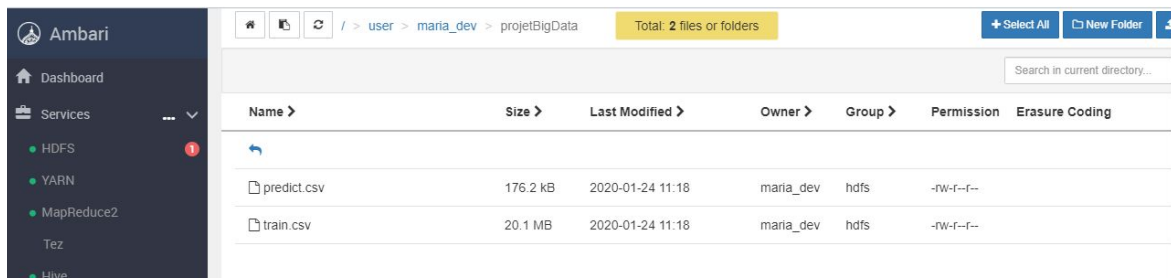 Ambari
/ > user > maria_dev > projetBigData
Total: 2 files or folders
Select All
New Folder
Dashboard
Search in current directory...
Services ...
Name Size Last Modified Owner Group Permission Erasure Coding
HDFS 1
YARN
predict.csv 176.2 kB 2020-01-24 11:18 maria_dev hdfs -rw-r--r--
MapReduce2
train.csv 20.1 MB 2020-01-24 11:18 maria_dev hdfs -rw-r--r--
Tez
Hive